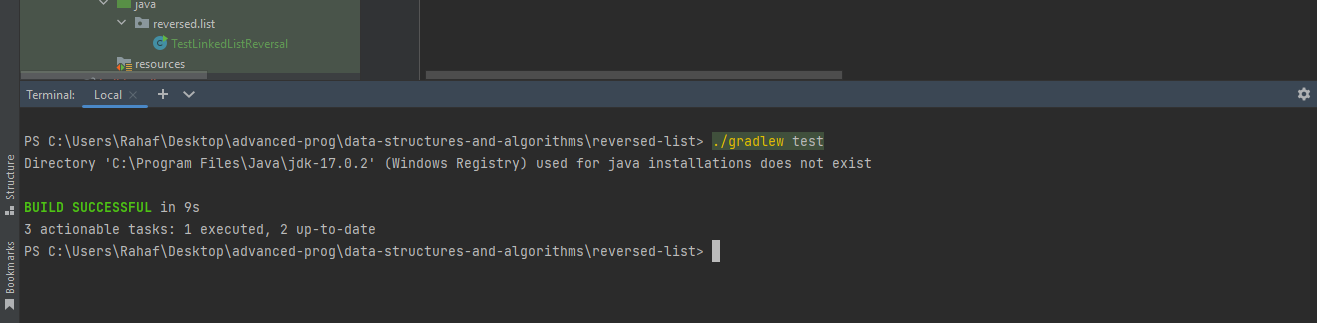 java
reversed.list
TestLinkedListReversal
resources
Terminal:
Local
PS C:\Users\Rahaf\Desktop\advanced-prog\data-structures-and-algorithms\reversed-list> ./gradlew test
Directory 'C:\Program Files\Java\jdk-17.0.2' (Windows Registry) used for java installations does not exist
BUILD SUCCESSFUL in 9s
3 actionable tasks: 1 executed, 2 up-to-date
PS C:\Users\Rahaf\Desktop\advanced-prog\data-structures-and-algorithms\reversed-list>
Structure
Bookmarks